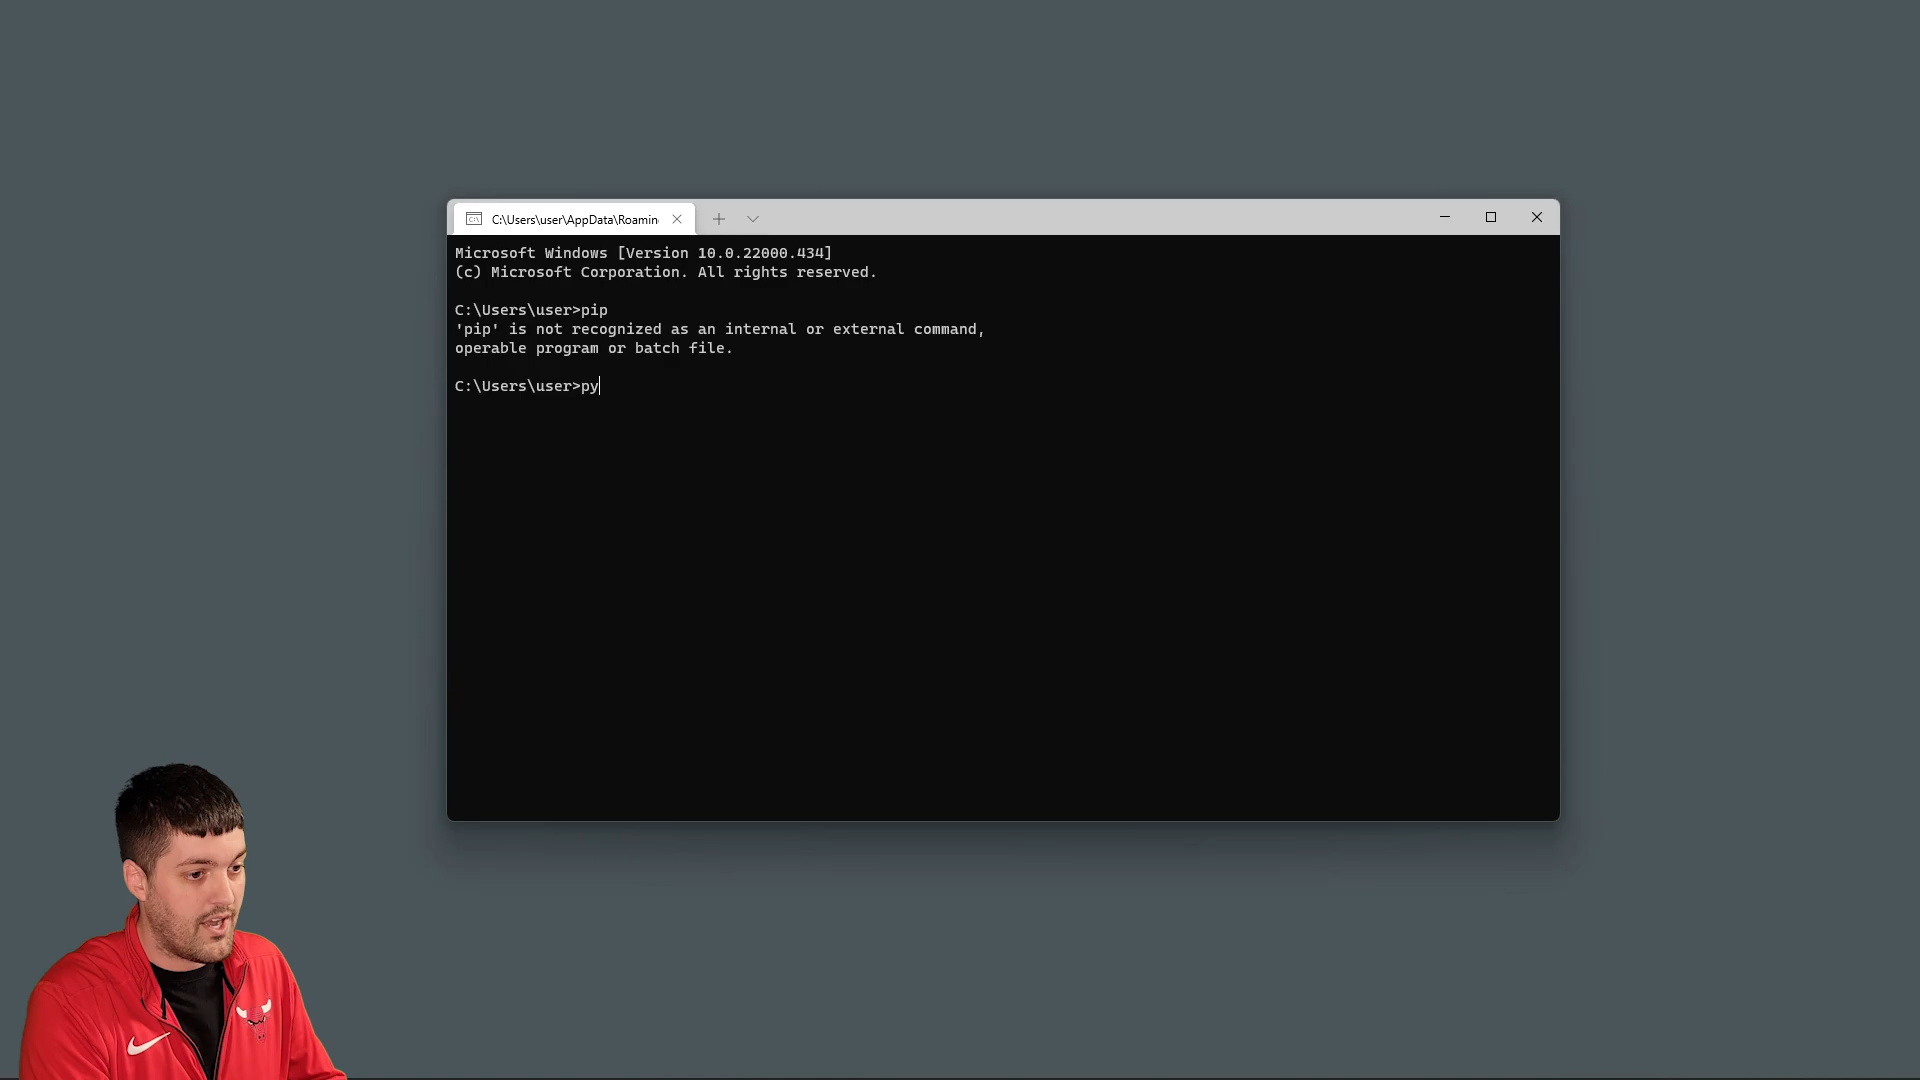 C:\Users\user\AppData\Roamin
Microsoft Windows [Version 10.0.22000.434]
(c) Microsoft Corporation. All rights reserved.
C:\Users\user>pip
'pip' is not recognized as an internal or external command,
operable program or batch file.
C:\Users\user>py